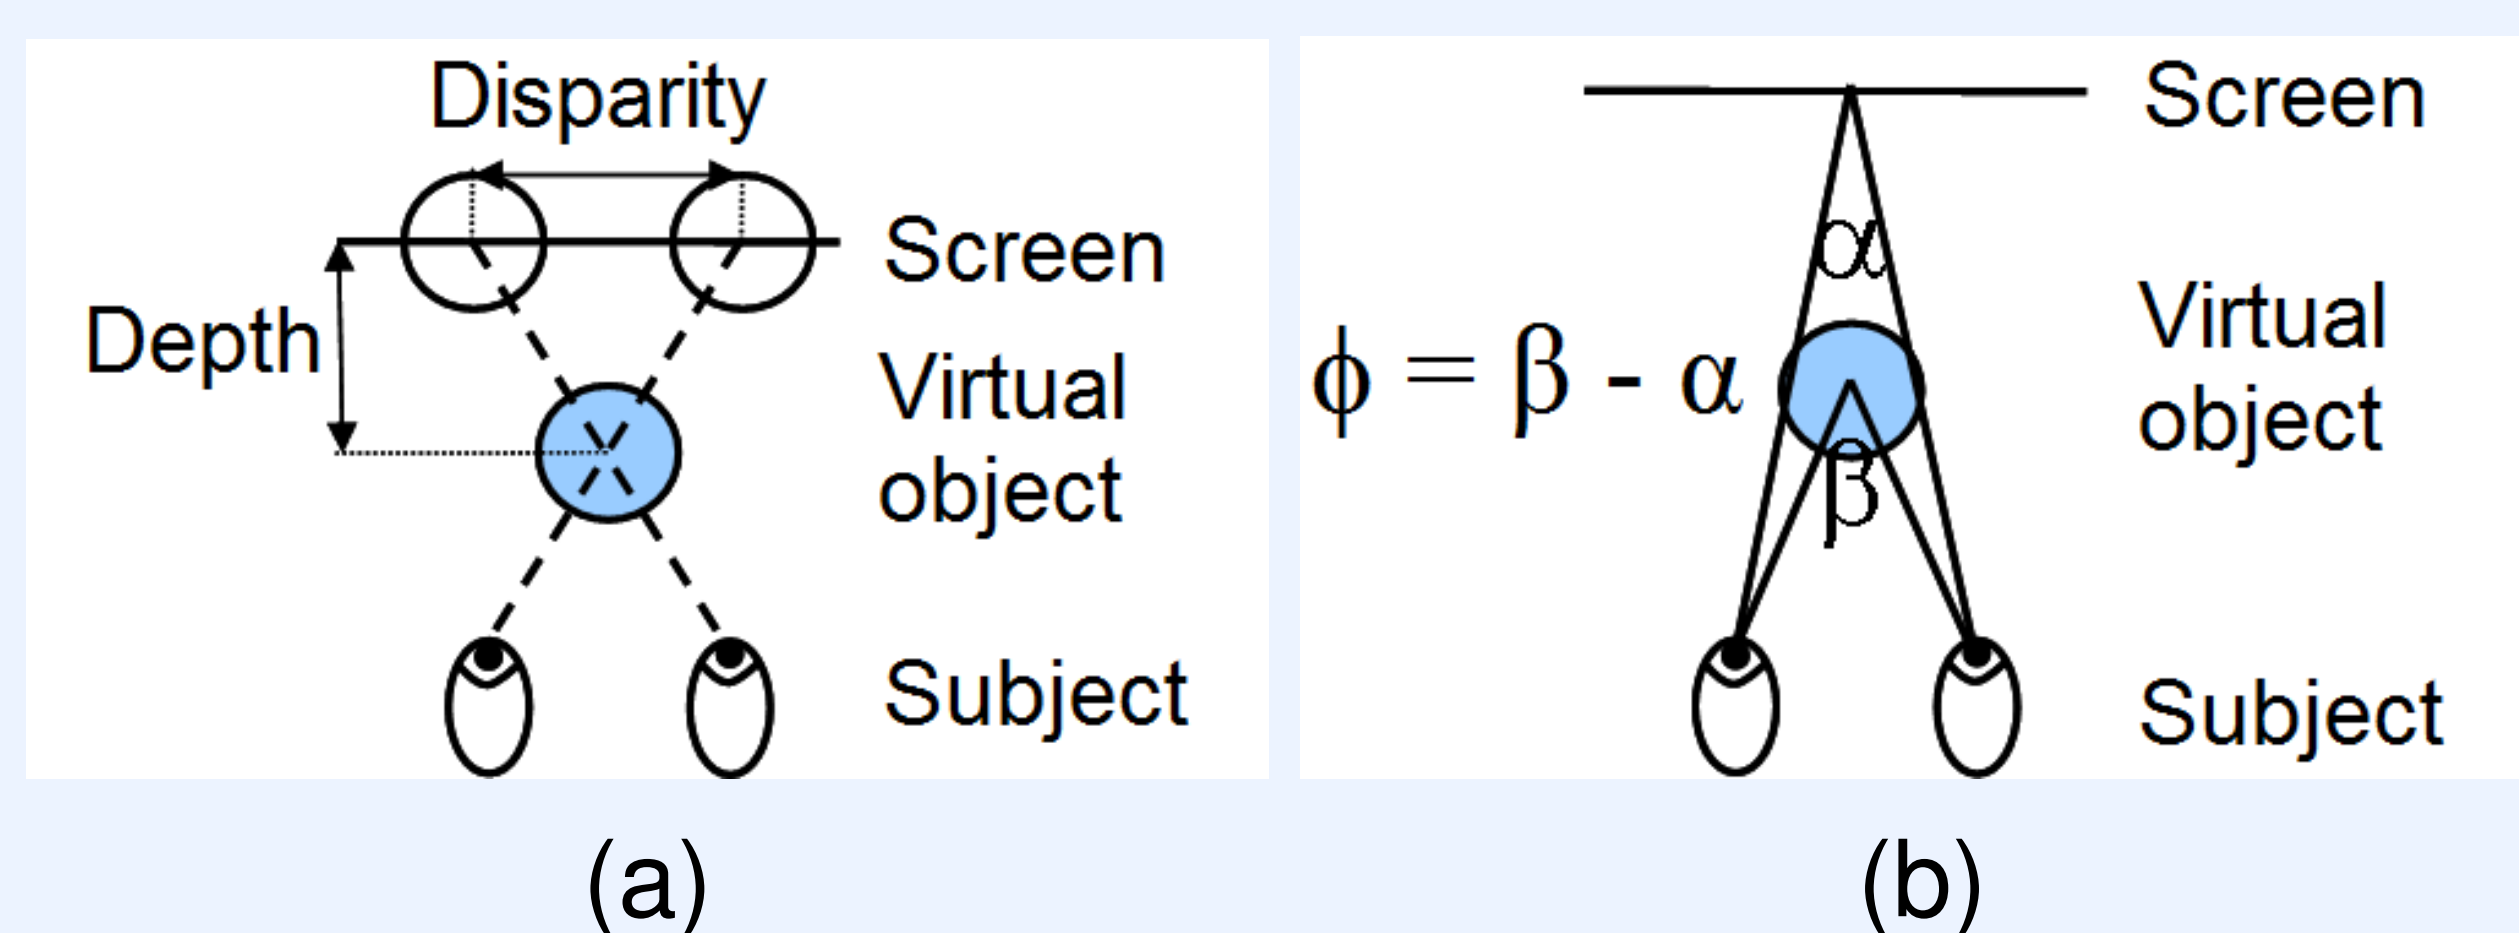 Disparity
Screen
Depth
Virtual
object
Subject
(a)
Screen
α
Virtual
object
ϕ = β - α
β
Subject
(b)